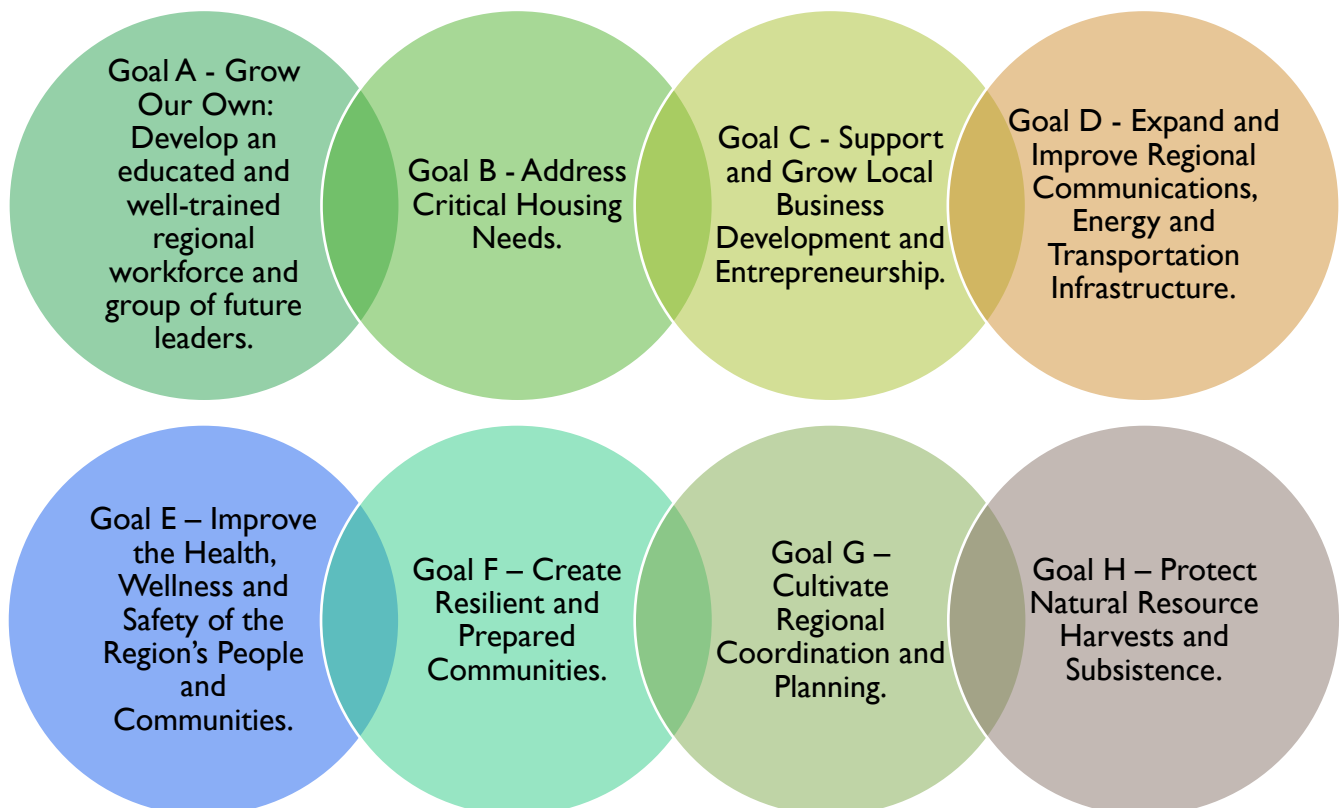 Goal A - Grow
Our Own:
Develop an
educated and
well-trained
regional
workforce and
group of future
leaders.
Goal B - Address
Critical Housing
Needs.
Goal C - Support
and Grow Local
Business
Development and
Entrepreneurship.
Goal D - Expand and
Improve Regional
Communications,
Energy and
Transportation
Infrastructure.
Goal E – Improve
the Health,
Wellness and
Safety of the
Region’s People
and
Communities.
Goal F – Create
Resilient and
Prepared
Communities.
Goal G –
Cultivate
Regional
Coordination and
Planning.
Goal H – Protect
Natural Resource
Harvests and
Subsistence.